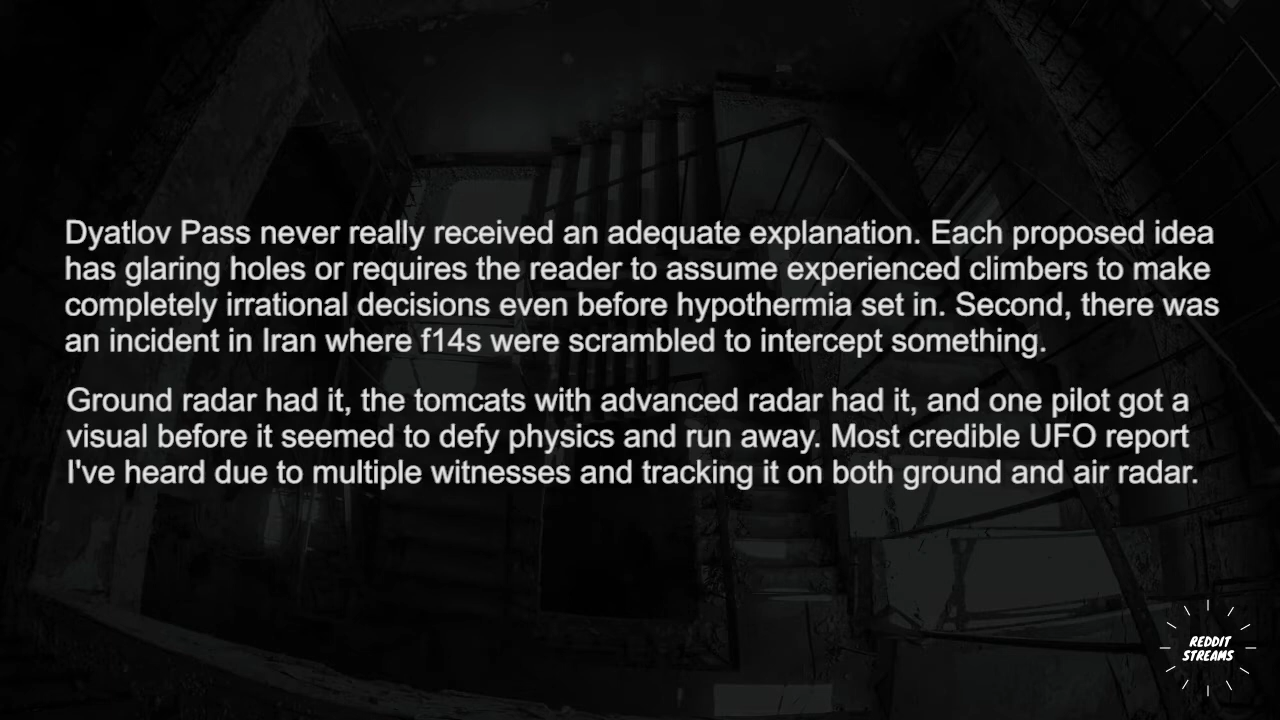 Dyatlov Pass never really received an adequate explanation. Each proposed idea
has glaring holes or requires the reader to assume experienced climbers to make
completely irrational decisions even before hypothermia set in. Second, there was
an incident in Iran where f14s were scrambled to intercept something.
Ground radar had it, the tomcats with advanced radar had it, and one pilot got a
visual before it seemed to defy physics and run away. Most credible UFO report
I've heard due to multiple witnesses and tracking it on both ground and air radar.
REDDIT
STREAMS